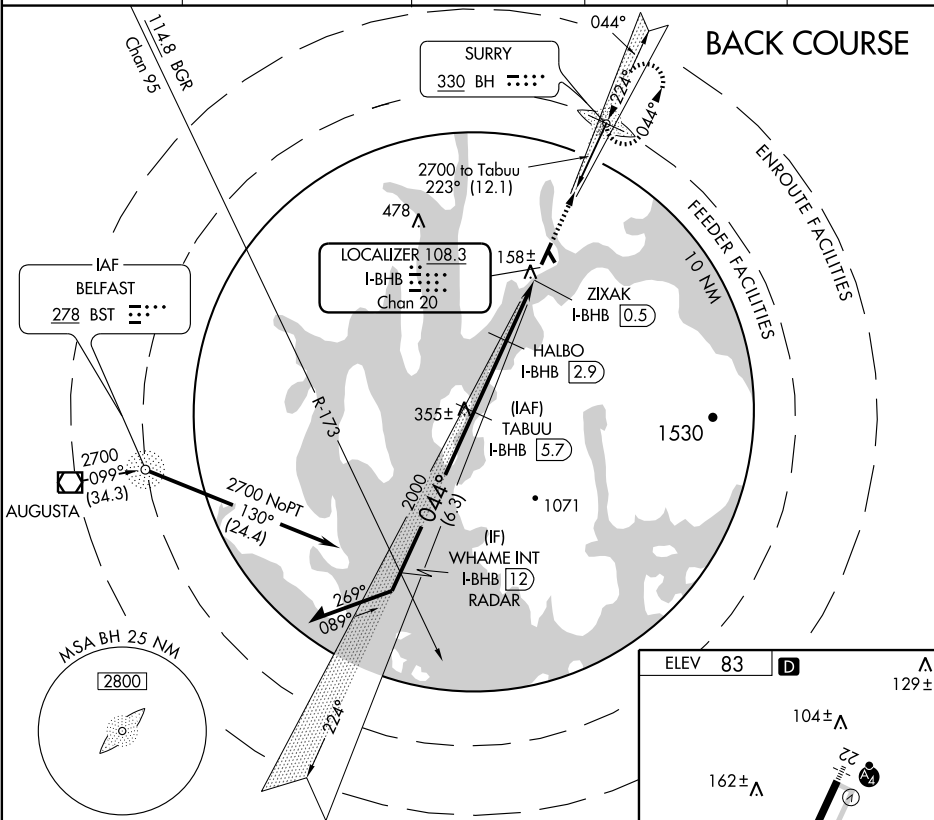 BACK COURSE
114.8 BGR
Chan 95
SURRY
330 BH
044°
224°
044°
2700 to Tabuu
223° (12.1)
478
LOCALIZER 108.3
I-BHB
Chan 20
158±
ZIXAK
I-BHB 0.5
10 NM
FEEDER FACILITIES
ENROUTE FACILITIES
IAF
BELFAST
278 BST
HALBO
I-BHB 2.9
355±
(IAF)
TABUU
I-BHB 5.7
R-173
1530
2700
099°
(34.3)
AUGUSTA
2700 NoPT
130°
(24.4)
2000
044°
(6.3)
1071
(IF)
WHAME INT
I-BHB 12
RADAR
269°
089°
224°
MSA BH 25 NM
2800
ELEV 83 D
129±
104±
22
A4
162±